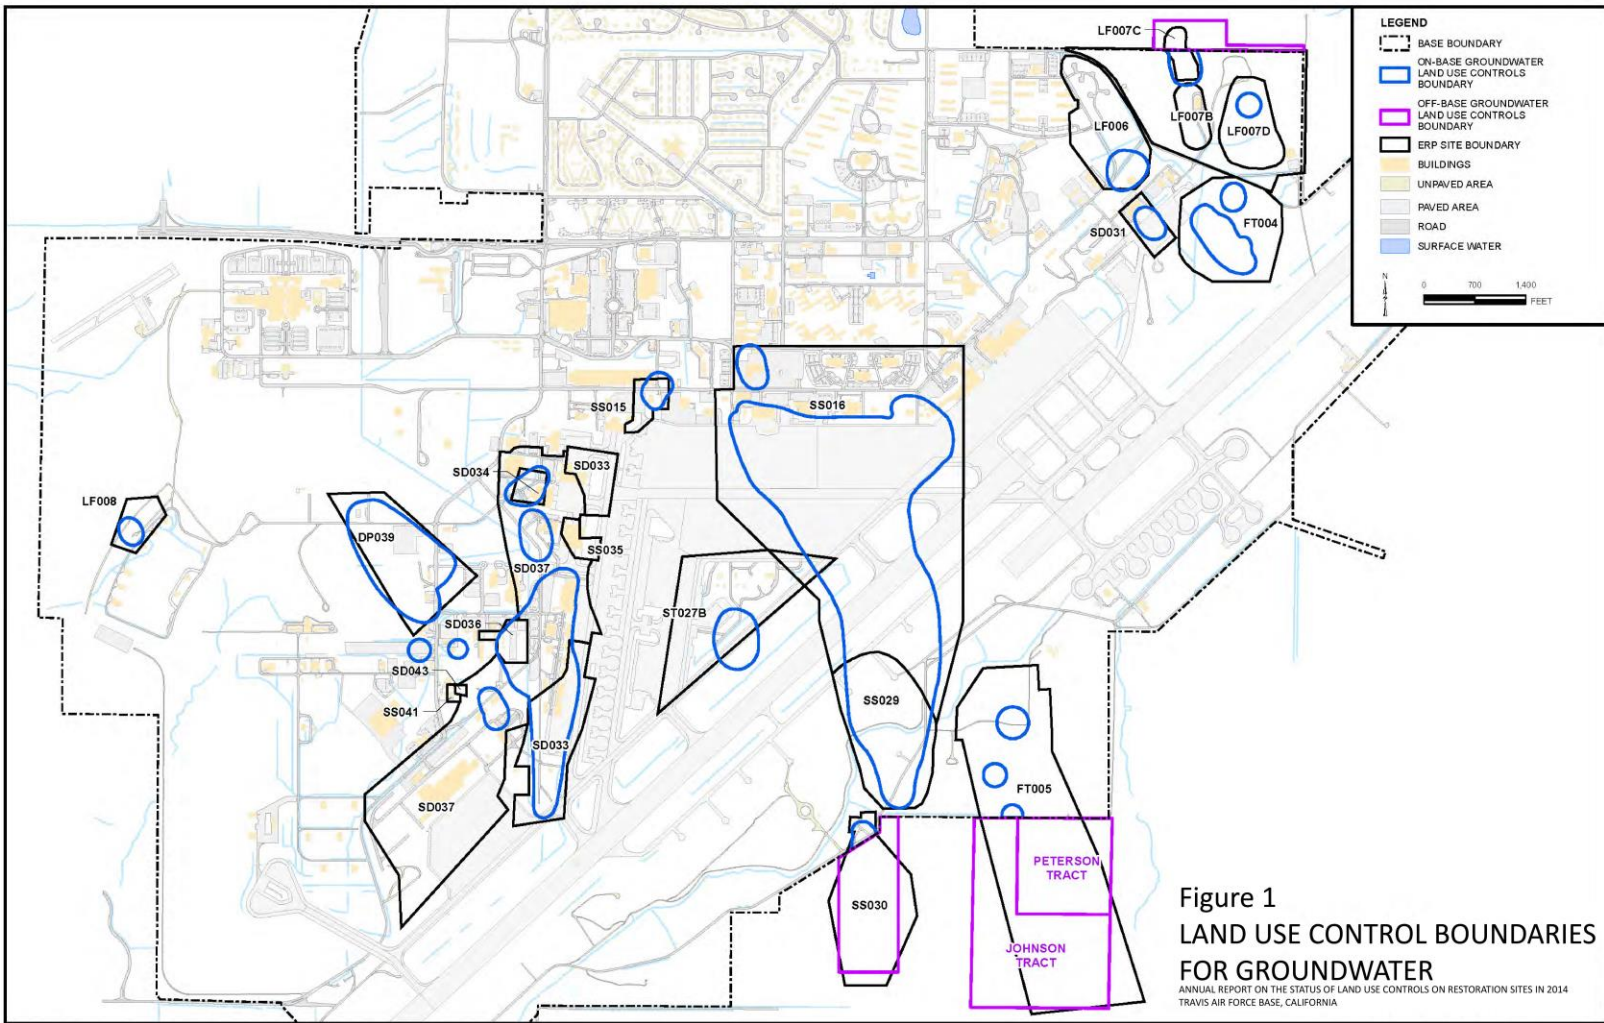 LEGEND
BASE BOUNDARY
ON-BASE GROUNDWATER
LAND USE CONTROLS
BOUNDARY
OFF-BASE GROUNDWATER
LAND USE CONTROLS
BOUNDARY
ERP SITE BOUNDARY
BUILDINGS
UNPAVED AREA
PAVED AREA
ROAD
SURFACE WATER
N
0 700 1,400
FEET
LF007C
LF006
LF007B
LF007D
SD031
FT004
SS015
SS016
SD034
SD033
LF008
DP039
SS035
SD037
ST027B
SD036
SD043
SS041
SS029
SD033
SD037
FT005
PETERSON
TRACT
SS030
JOHNSON
TRACT
Figure 1
LAND USE CONTROL BOUNDARIES
FOR GROUNDWATER
ANNUAL REPORT ON THE STATUS OF LAND USE CONTROLS ON RESTORATION SITES IN 2014
TRAVIS AIR FORCE BASE, CALIFORNIA